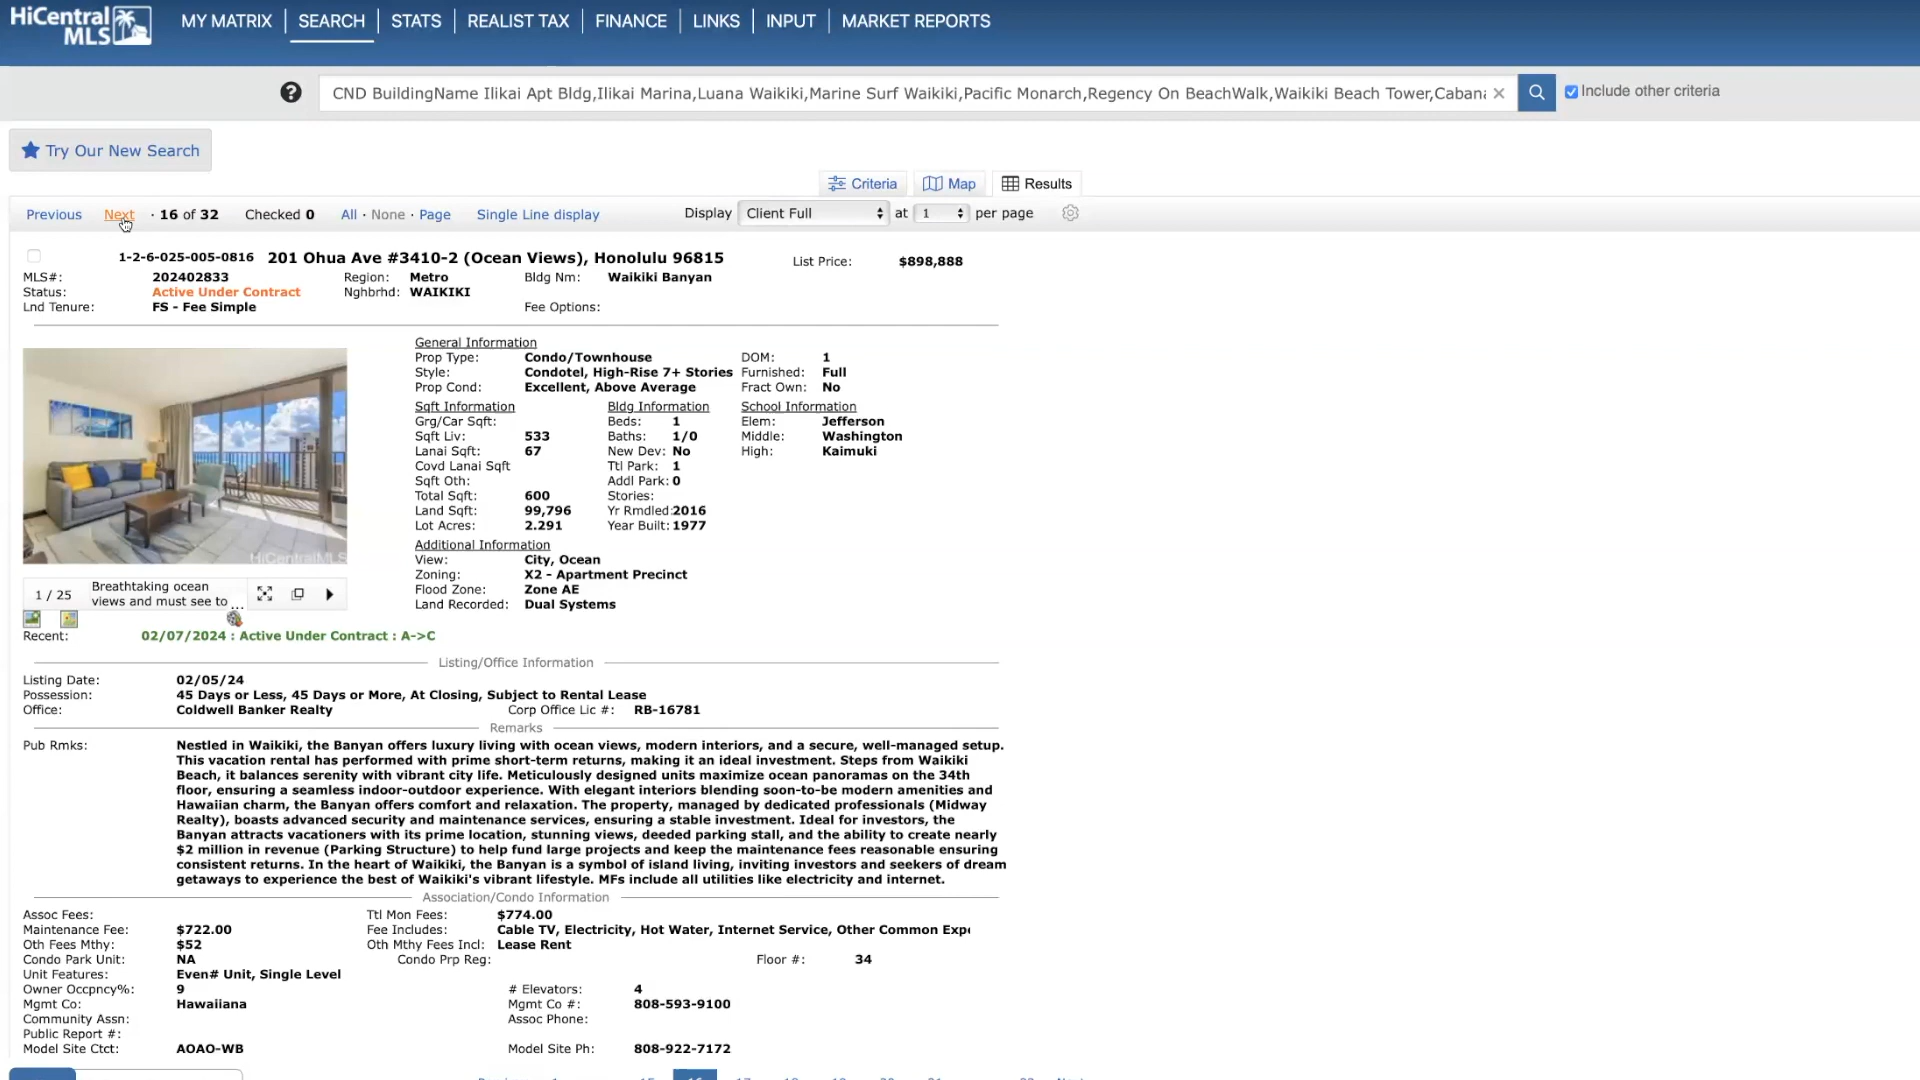 HiCentral MLS
MY MATRIX SEARCH STATS REALIST TAX FINANCE LINKS INPUT MARKET REPORTS
CND BuildingName Ilikai Apt Bldg,Ilikai Marina,Luana Waikiki,Marine Surf Waikiki,Pacific Monarch,Regency On BeachWalk,Waikiki Beach Tower,Cabana
Include other criteria
Try Our New Search
Criteria Map Results
Previous Next · 16 of 32 Checked 0 All · None · Page Single Line display Display Client Full at 1 per page
1-2-6-025-005-0816 201 Ohua Ave #3410-2 (Ocean Views), Honolulu 96815 List Price: $898,888
MLS#: 202402833 Region: Metro Bldg Nm: Waikiki Banyan
Status: Active Under Contract Nghbrhd: WAIKIKI
Lnd Tenure: FS - Fee Simple Fee Options:
General Information
Prop Type: Condo/Townhouse DOM: 1
Style: Condotel, High-Rise 7+ Stories Furnished: Full
Prop Cond: Excellent, Above Average Fract Own: No
Sqft Information Bldg Information School Information
Grg/Car Sqft: Beds: 1 Elem: Jefferson
Sqft Liv: 533 Baths: 1/0 Middle: Washington
Lanai Sqft: 67 New Dev: No High: Kaimuki
Covd Lanai Sqft Ttl Park: 1
Sqft Oth: Addl Park: 0
Total Sqft: 600 Stories:
Land Sqft: 99,796 Yr Rmdled: 2016
Lot Acres: 2.291 Year Built: 1977
Additional Information
View: City, Ocean
Zoning: X2 - Apartment Precinct
Flood Zone: Zone AE
Land Recorded: Dual Systems
HiCentralMLS
1 / 25 Breathtaking ocean
views and must see to ...
Recent: 02/07/2024 : Active Under Contract : A->C
Listing/Office Information
Listing Date: 02/05/24
Possession: 45 Days or Less, 45 Days or More, At Closing, Subject to Rental Lease
Office: Coldwell Banker Realty Corp Office Lic #: RB-16781
Remarks
Pub Rmks: Nestled in Waikiki, the Banyan offers luxury living with ocean views, modern interiors, and a secure, well-managed setup.
This vacation rental has performed with prime short-term returns, making it an ideal investment. Steps from Waikiki
Beach, it balances serenity with vibrant city life. Meticulously designed units maximize ocean panoramas on the 34th
floor, ensuring a seamless indoor-outdoor experience. With elegant interiors blending soon-to-be modern amenities and
Hawaiian charm, the Banyan offers comfort and relaxation. The property, managed by dedicated professionals (Midway
Realty), boasts advanced security and maintenance services, ensuring a stable investment. Ideal for investors, the
Banyan attracts vacationers with its prime location, stunning views, deeded parking stall, and the ability to create nearly
$2 million in revenue (Parking Structure) to help fund large projects and keep the maintenance fees reasonable ensuring
consistent returns. In the heart of Waikiki, the Banyan is a symbol of island living, inviting investors and seekers of dream
getaways to experience the best of Waikiki's vibrant lifestyle. MFs include all utilities like electricity and internet.
Association/Condo Information
Assoc Fees: Ttl Mon Fees: $774.00
Maintenance Fee: $722.00 Fee Includes: Cable TV, Electricity, Hot Water, Internet Service, Other Common Expe
Oth Fees Mthy: $52 Oth Mthy Fees Incl: Lease Rent
Condo Park Unit: NA Condo Prp Reg: Floor #: 34
Unit Features: Even# Unit, Single Level
Owner Occpncy%: 9 # Elevators: 4
Mgmt Co: Hawaiiana Mgmt Co #: 808-593-9100
Community Assn: Assoc Phone:
Public Report #:
Model Site Ctct: AOAO-WB Model Site Ph: 808-922-7172